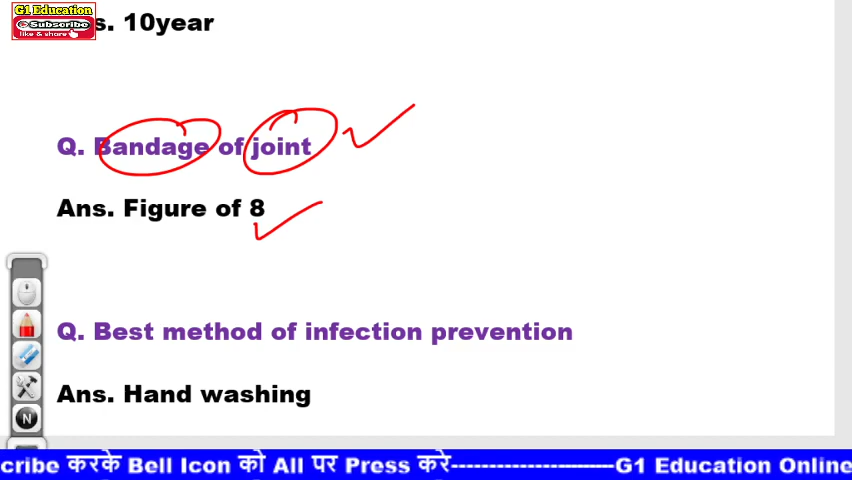 G1 Education
Subscribe
like & share
s. 10year
Q. Bandage of joint
Ans. Figure of 8
Q. Best method of infection prevention
Ans. Hand washing
N
cribe करके Bell Icon को All पर Press करे-----------------------G1 Education Online